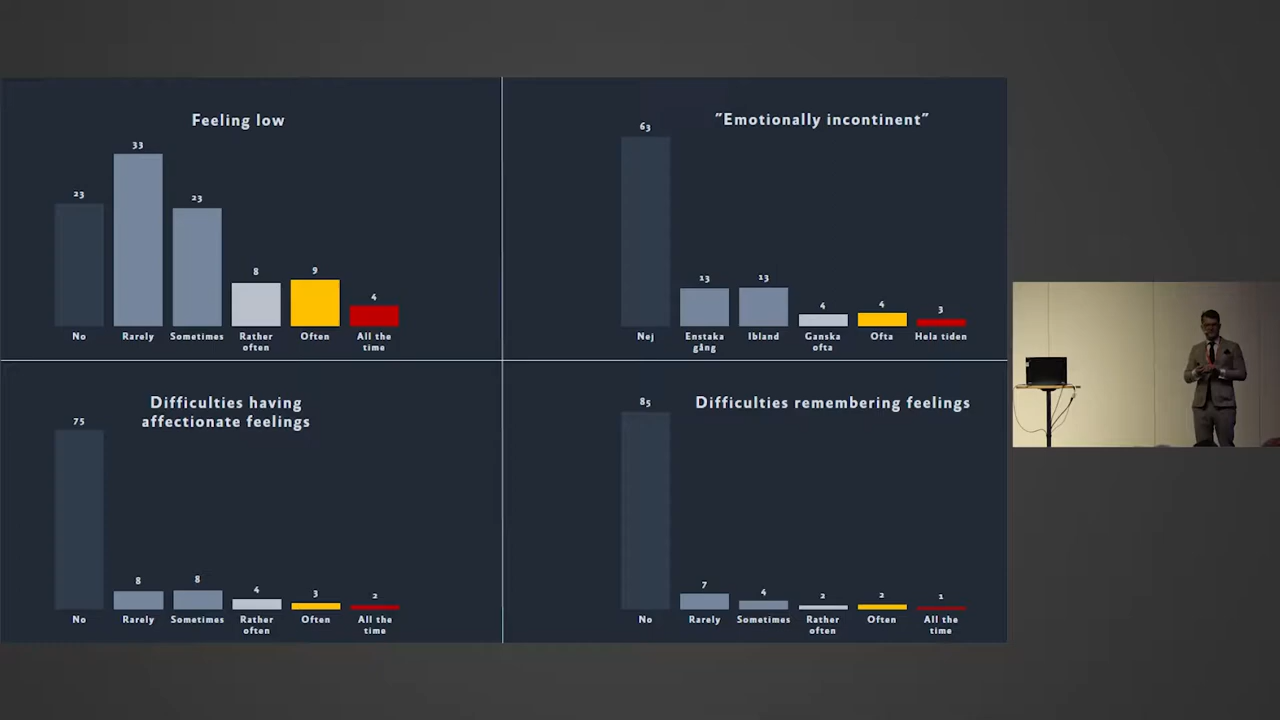 Feeling low
33
23
23
8
9
4
No
Rarely
Sometimes
Rather
often
Often
All the
time
"Emotionally incontinent"
63
13
13
4
4
3
Nej
Enstaka
gång
Ibland
Ganska
ofta
Ofta
Hela tiden
Difficulties having
affectionate feelings
75
8
8
4
3
2
No
Rarely
Sometimes
Rather
often
Often
All the
time
Difficulties remembering feelings
85
7
4
2
2
1
No
Rarely
Sometimes
Rather
often
Often
All the
time